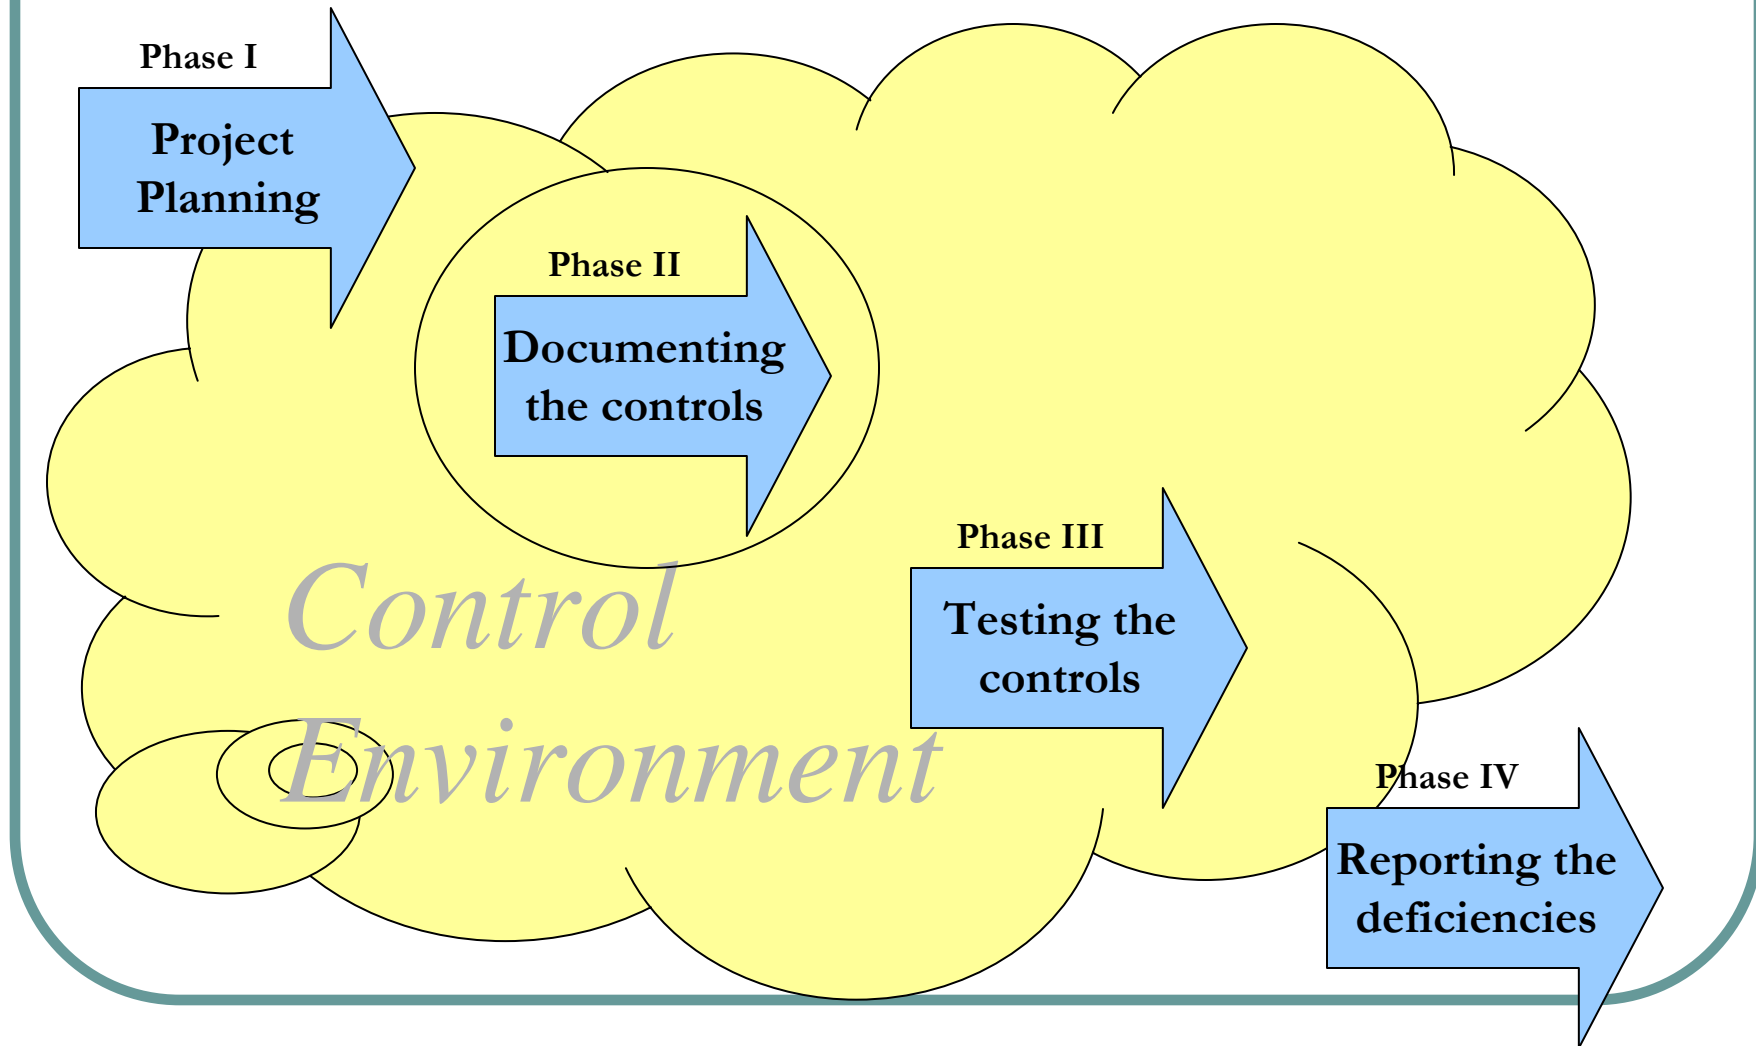 Phase I
Project
Planning
Phase II
Documenting
the controls
Phase III
Testing the
controls
Control
Environment
Phase IV
Reporting the
deficiencies